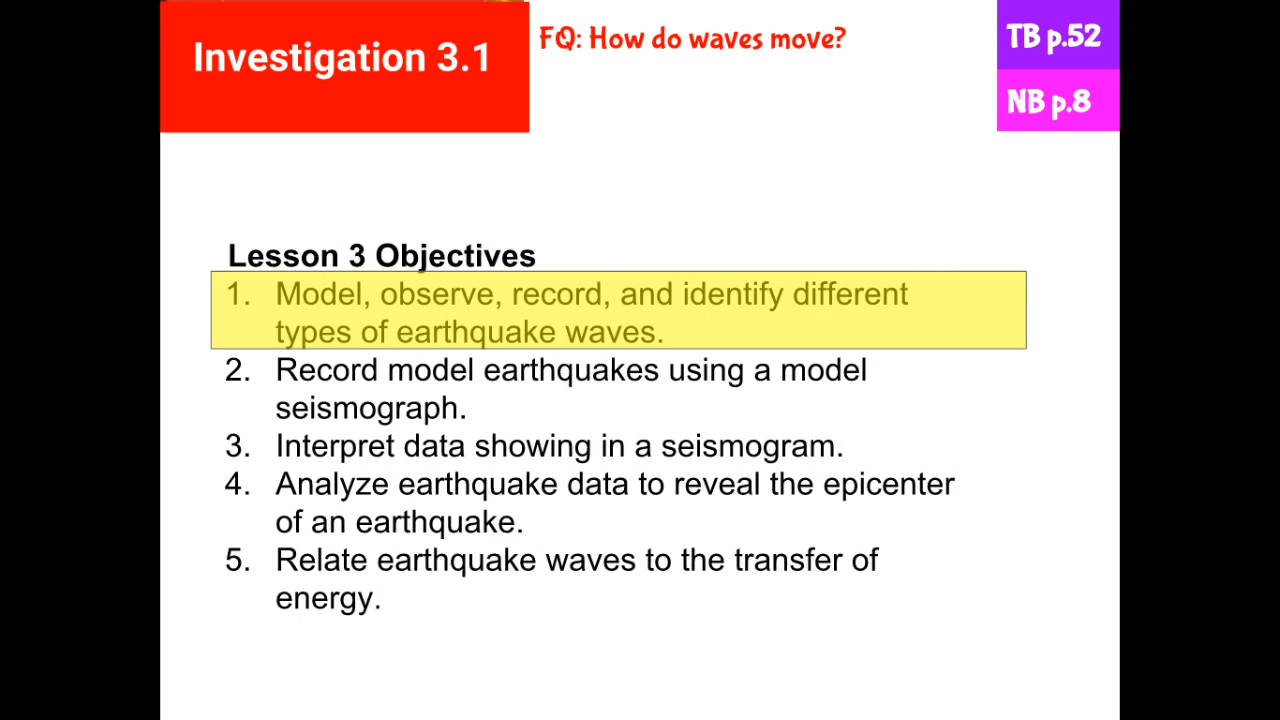 Investigation 3.1
FQ: How do waves move?
TB p.52
NB p.8
Lesson 3 Objectives
1. Model, observe, record, and identify different
types of earthquake waves.
2. Record model earthquakes using a model
seismograph.
3. Interpret data showing in a seismogram.
4. Analyze earthquake data to reveal the epicenter
of an earthquake.
5. Relate earthquake waves to the transfer of
energy.